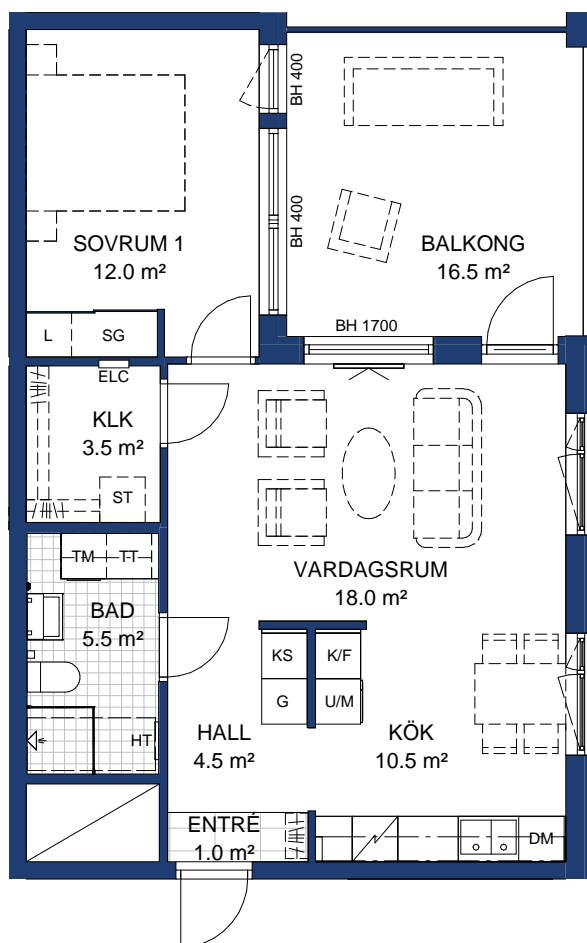 BH 400
BH 400
SOVRUM 1
12.0 m²
BALKONG
16.5 m²
L
SG
BH 1700
ELC
KLK
3.5 m²
ST
TM
TT
VARDAGSRUM
18.0 m²
BAD
5.5 m²
KS
K/F
G
U/M
HT
HALL
4.5 m²
KÖK
10.5 m²
ENTRÉ
1.0 m²
DM